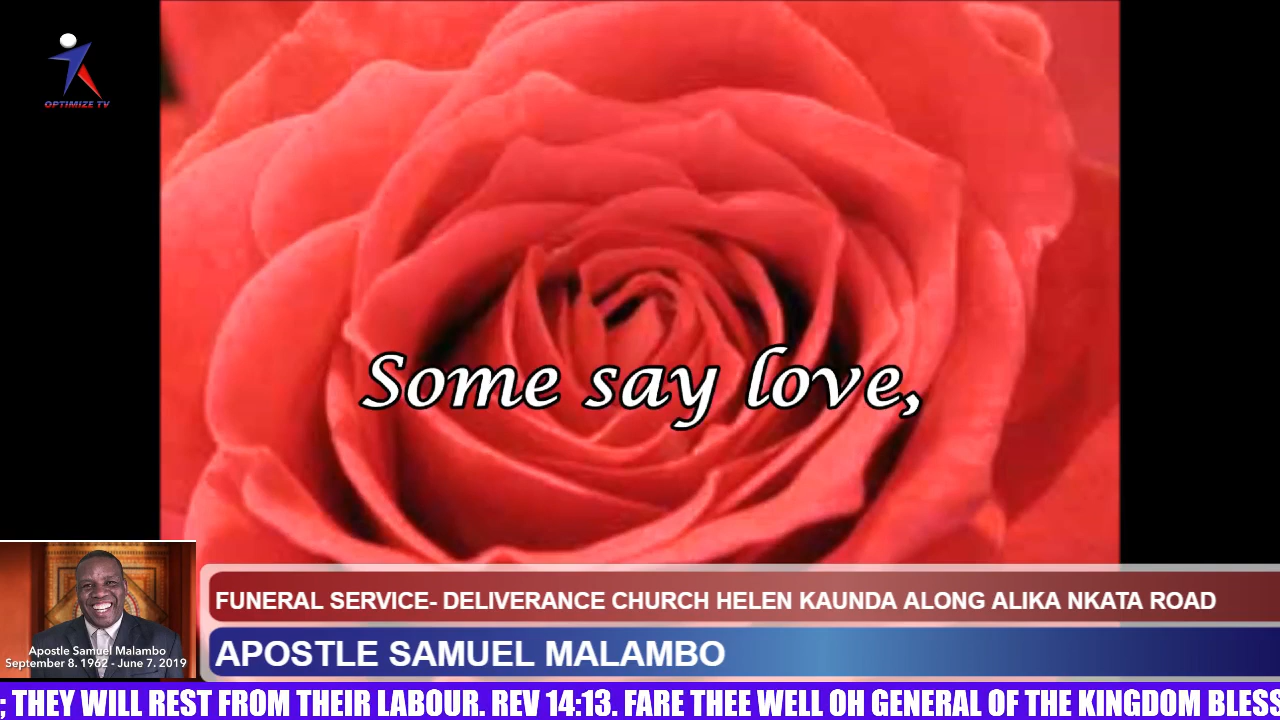 OPTIMIZE TV
Some say love,
Apostle Samuel Malambo
September 8. 1962 - June 7. 2019
FUNERAL SERVICE- DELIVERANCE CHURCH HELEN KAUNDA ALONG ALIKA NKATA ROAD
APOSTLE SAMUEL MALAMBO
; THEY WILL REST FROM THEIR LABOUR. REV 14:13. FARE THEE WELL OH GENERAL OF THE KINGDOM BLESS